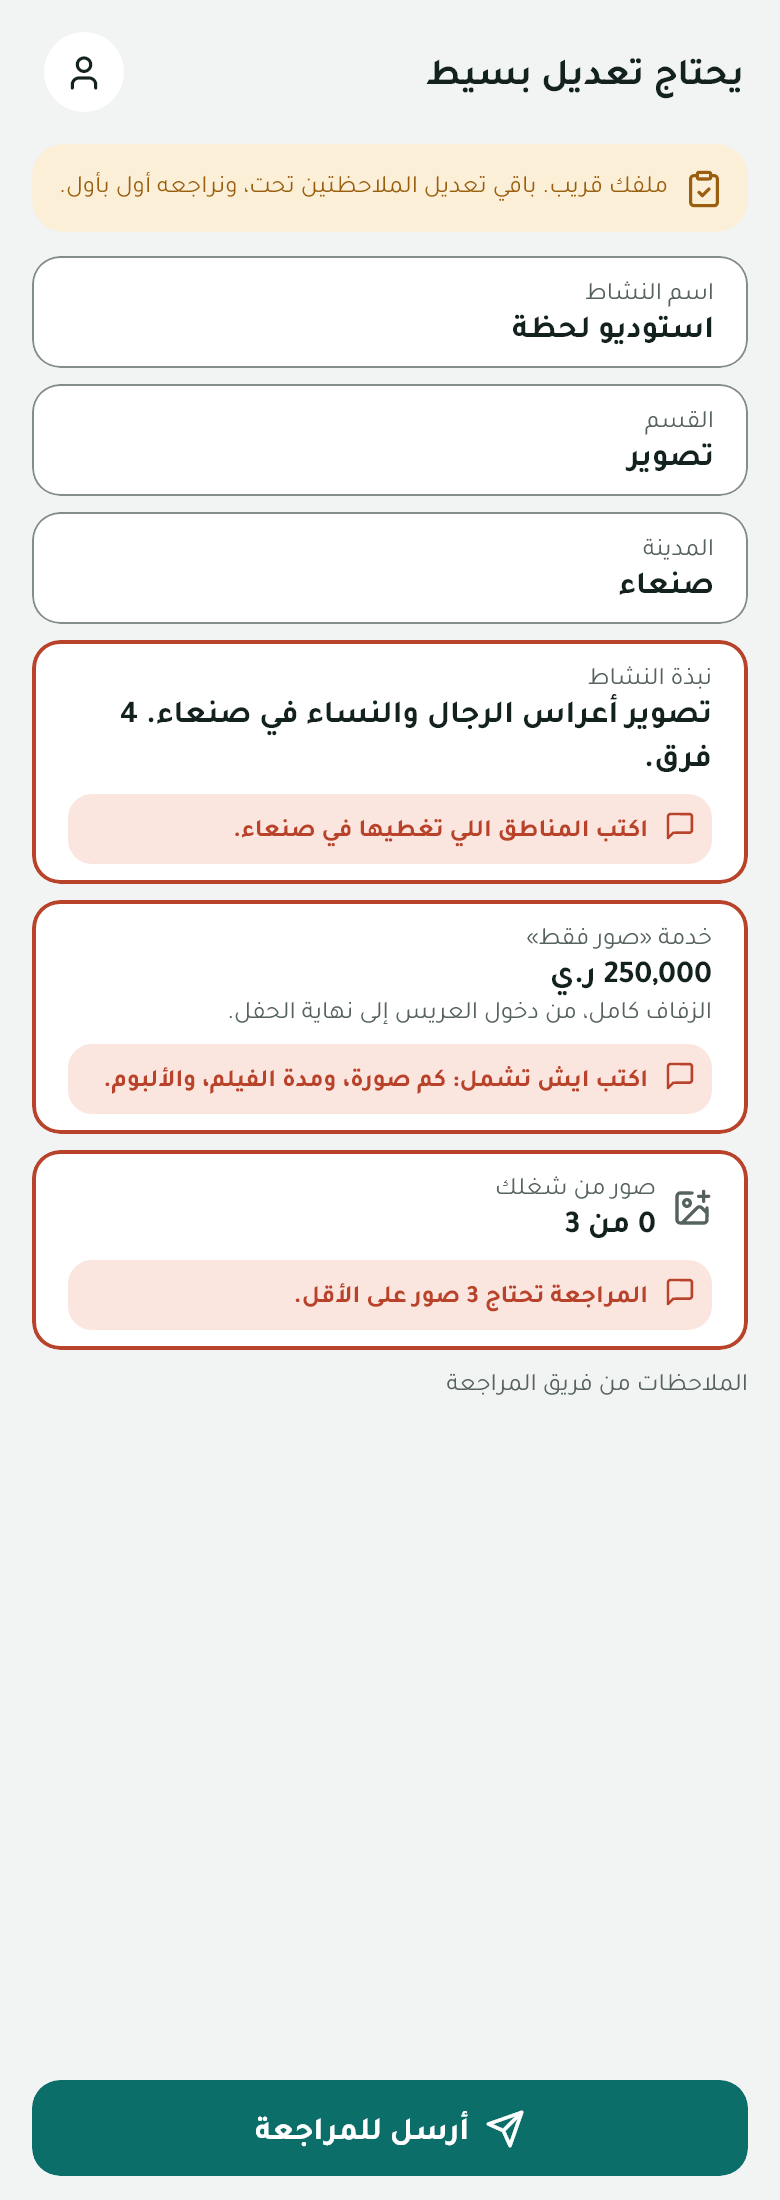 يحتاج تعديل بسيط
ملفك قريب. باقي تعديل الملاحظتين تحت، ونراجعه أول بأول.
اسم النشاط
استوديو لحظة
القسم
تصوير
المدينة
صنعاء
نبذة النشاط
تصوير أعراس الرجال والنساء في صنعاء. 4
فرق.
اكتب المناطق اللي تغطيها في صنعاء.
خدمة «صور فقط»
250,000 ر.ي
الزفاف كامل، من دخول العريس إلى نهاية الحفل.
اكتب ايش تشمل: كم صورة، ومدة الفيلم، والألبوم.
صور من شغلك
0 من 3
المراجعة تحتاج 3 صور على الأقل.
الملاحظات من فريق المراجعة
أرسل للمراجعة